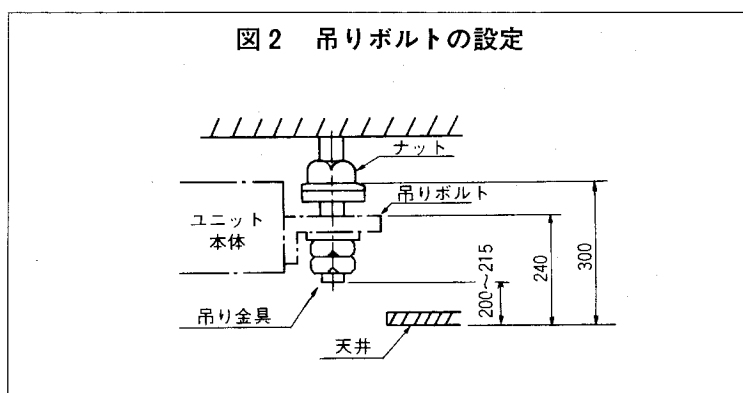 図2 吊りボルトの設定
ナット
吊りボルト
ユニット
本体
200~215
240
300
吊り金具
天井